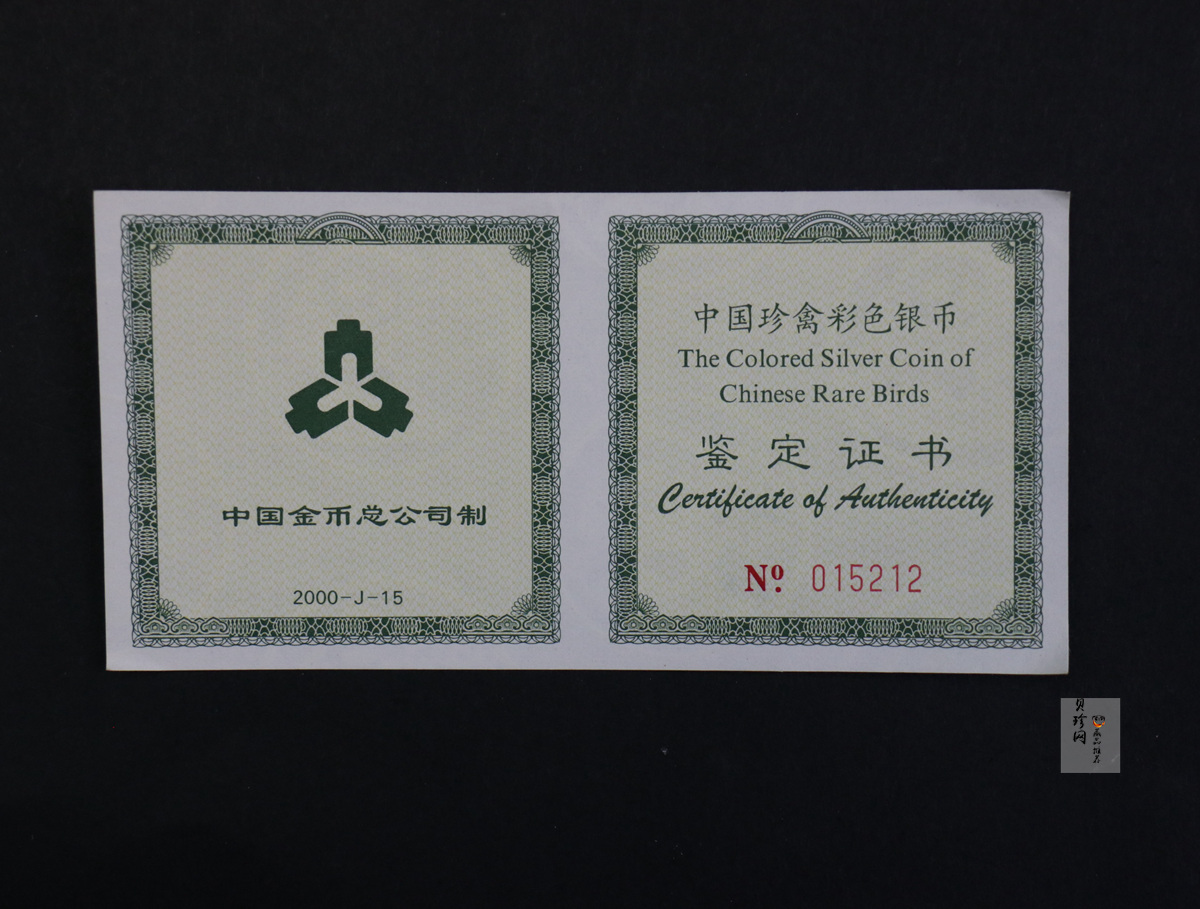 中国金币总公司制
2000-J-15
中国珍禽彩色银币
The Colored Silver Coin of
Chinese Rare Birds
鉴定证书
Certificate of Authenticity
Nº 015212
贝珍网